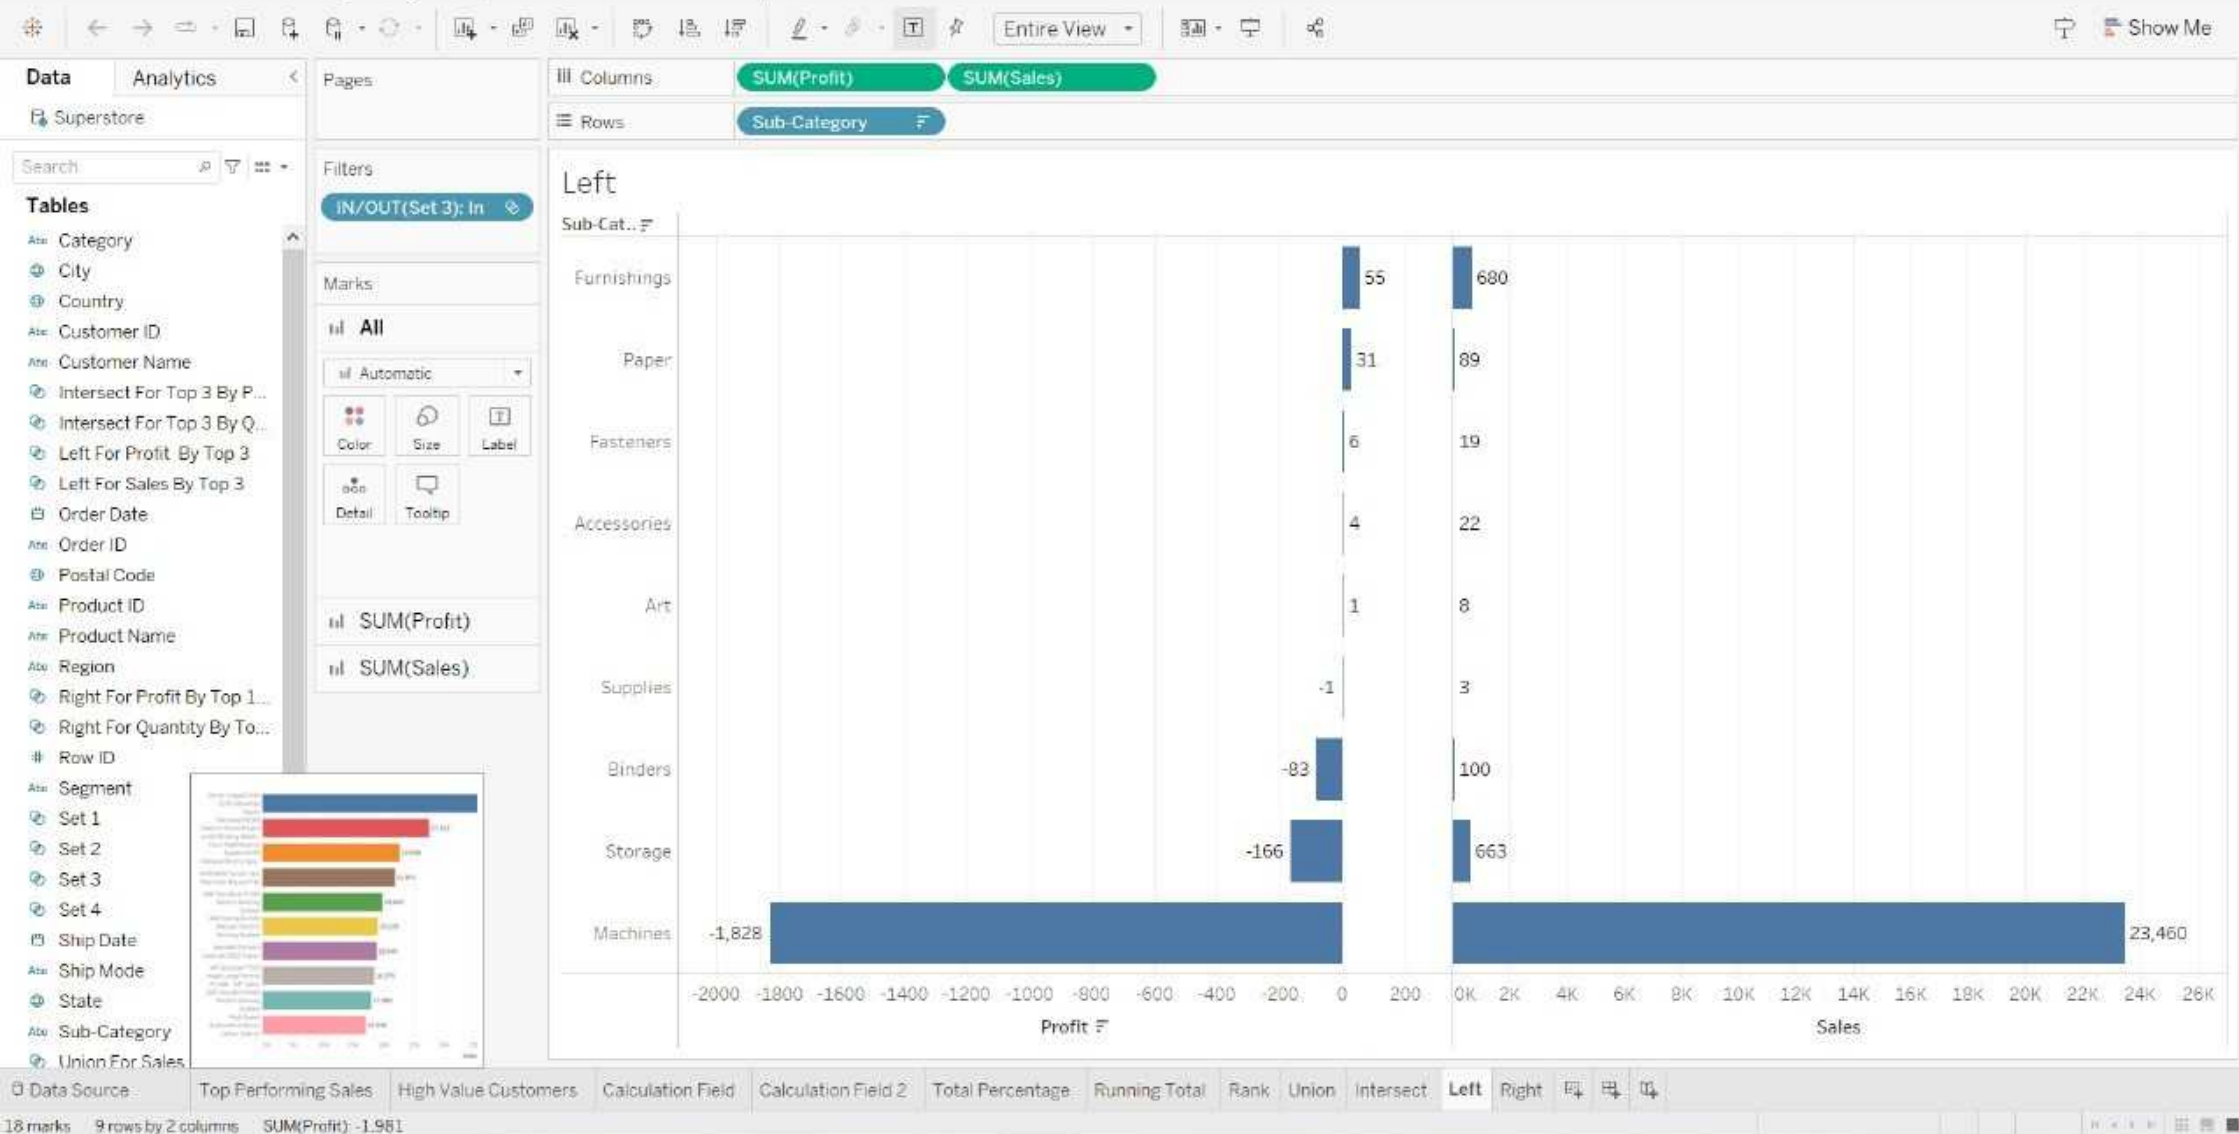 Entire View
Show Me
Data
Analytics
Superstore
Search
Tables
Abc Category
City
Country
Abc Customer ID
Abc Customer Name
Intersect For Top 3 By P...
Intersect For Top 3 By Q...
Left For Profit By Top 3
Left For Sales By Top 3
Order Date
Abc Order ID
Postal Code
Abc Product ID
Abc Product Name
Abc Region
Right For Profit By Top 1...
Right For Quantity By To...
# Row ID
Abc Segment
Set 1
Set 2
Set 3
Set 4
Ship Date
Abc Ship Mode
State
Abc Sub-Category
Union For Sales
Pages
Filters
IN/OUT(Set 3): In
Marks
All
Automatic
Color
Size
Label
Detail
Tooltip
SUM(Profit)
SUM(Sales)
Columns
SUM(Profit)
SUM(Sales)
Rows
Sub-Category
Left
Sub-Cat..
Furnishings 55 680
Paper 31 89
Fasteners 6 19
Accessories 4 22
Art 1 8
Supplies -1 3
Binders -83 100
Storage -166 663
Machines -1,828 23,460
-2000 -1800 -1600 -1400 -1200 -1000 -800 -600 -400 -200 0 200 0K 2K 4K 6K 8K 10K 12K 14K 16K 18K 20K 22K 24K 26K
Profit Sales
Data Source
Top Performing Sales
High Value Customers
Calculation Field
Calculation Field 2
Total Percentage
Running Total
Rank
Union
Intersect
Left
Right
18 marks 9 rows by 2 columns SUM(Profit): -1,981